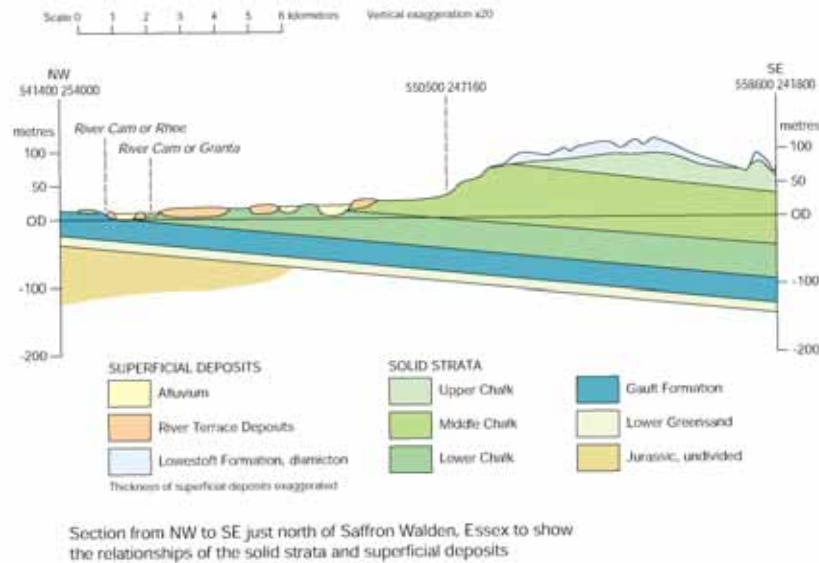 Scale 0 1 2 3 4 5 6 kilometres Vertical exaggeration x20
NW
541400 254000
550500 247160
SE
558600 241800
metres
River Cam or Rhee
River Cam or Granta
metres
100
100
50
50
OD
OD
-100
-100
-200
-200
SUPERFICIAL DEPOSITS
Alluvium
River Terrace Deposits
Lowestoft Formation, diamicton
Thickness of superficial deposits exaggerated
SOLID STRATA
Upper Chalk
Middle Chalk
Lower Chalk
Gault Formation
Lower Greensand
Jurassic, undivided
Section from NW to SE just north of Saffron Walden, Essex to show
the relationships of the solid strata and superficial deposits